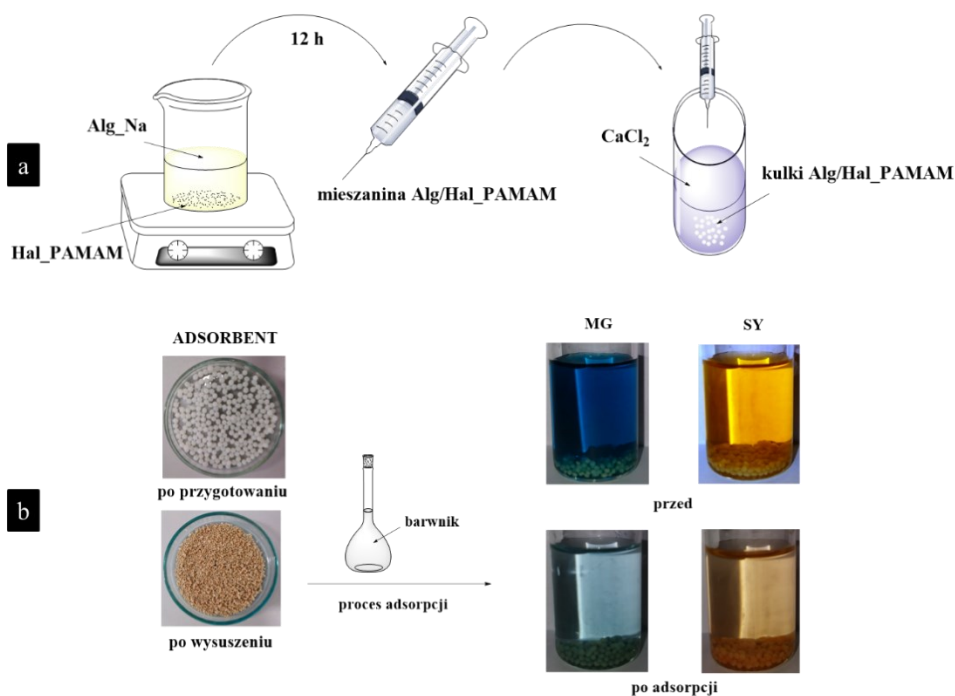 12 h
Alg_Na
a
CaCl₂
mieszanina Alg/Hal_PAMAM
kulki Alg/Hal_PAMAM
Hal_PAMAM
ADSORBENT
MG
SY
po przygotowaniu
przed
b
barwnik
proces adsorpcji
po wysuszeniu
po adsorpcji